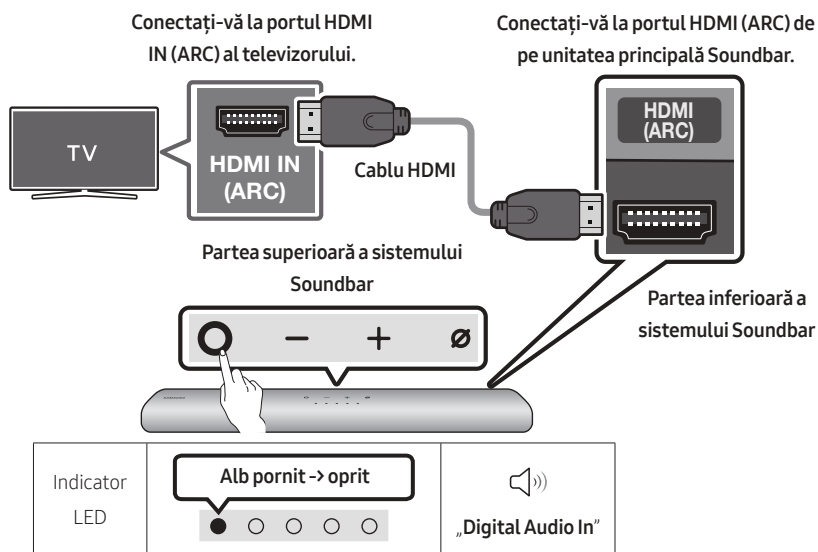 Conectați-vă la portul HDMI
IN (ARC) al televizorului.
Conectați-vă la portul HDMI (ARC) de
pe unitatea principală Soundbar.
TV
HDMI IN
(ARC)
Cablu HDMI
HDMI
(ARC)
Partea superioară a sistemului
Soundbar
Partea inferioară a
sistemului Soundbar
Indicator
LED
Alb pornit -> oprit
„Digital Audio In”